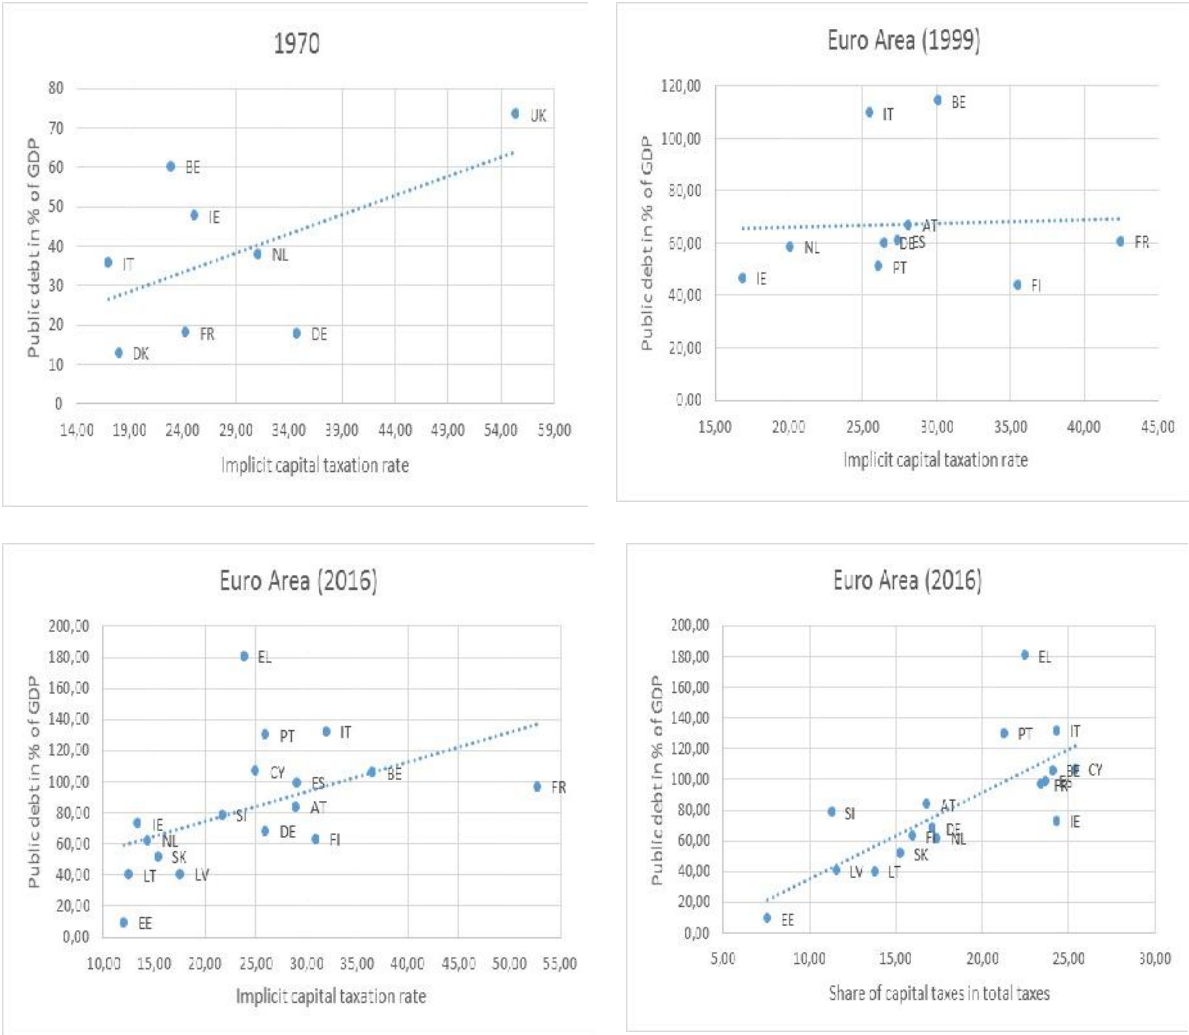 1970
Public debt in % of GDP
80
70
60
50
40
30
20
10
0
UK
BE
IE
NL
IT
FR
DE
DK
14,00 19,00 24,00 29,00 34,00 39,00 44,00 49,00 54,00 59,00
Implicit capital taxation rate
Euro Area (1999)
Public debt in % of GDP
120,00
100,00
80,00
60,00
40,00
20,00
0,00
IT
BE
AT
DE
ES
NL
FR
PT
IE
FI
15,00 20,00 25,00 30,00 35,00 40,00 45,00
Implicit capital taxation rate
Euro Area (2016)
Public debt in % of GDP
200,00
180,00
160,00
140,00
120,00
100,00
80,00
60,00
40,00
20,00
0,00
EL
PT
IT
CY
ES
BE
FR
AT
SI
IE
DE
NL
FI
SK
LT
LV
EE
10,00 15,00 20,00 25,00 30,00 35,00 40,00 45,00 50,00 55,00
Implicit capital taxation rate
Euro Area (2016)
Public debt in % of GDP
200,00
180,00
160,00
140,00
120,00
100,00
80,00
60,00
40,00
20,00
0,00
EL
PT
IT
BE
CY
ES
FR
AT
SI
IE
DE
FI
NL
SK
LV
LT
EE
5,00 10,00 15,00 20,00 25,00 30,00
Share of capital taxes in total taxes